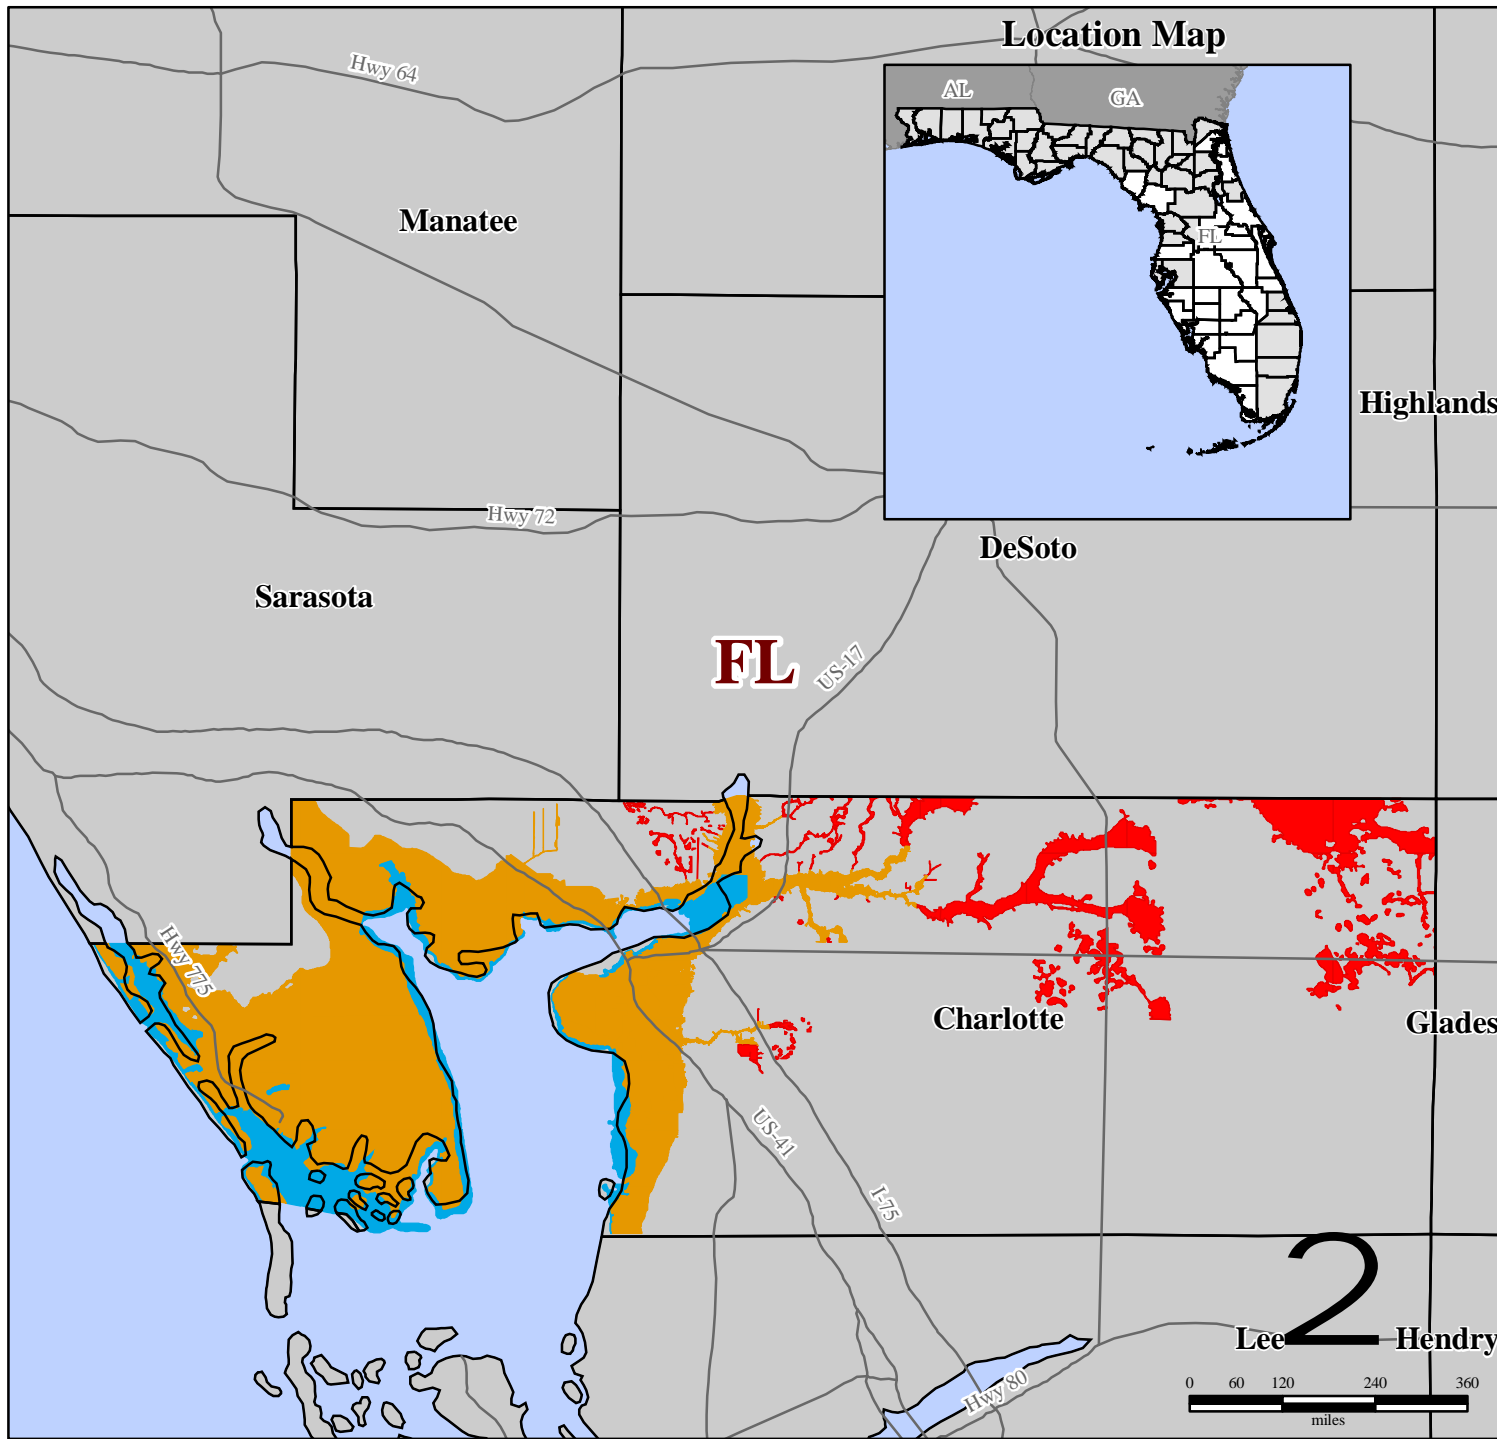 Location Map
Hwy 64
AL
GA
Manatee
FL
Highlands
Hwy 72
DeSoto
Sarasota
FL
US-17
Hwy 775
Charlotte
Glades
US-41
I-75
2
Lee
Hendry
Hwy 80
0 60 120 240 360
miles